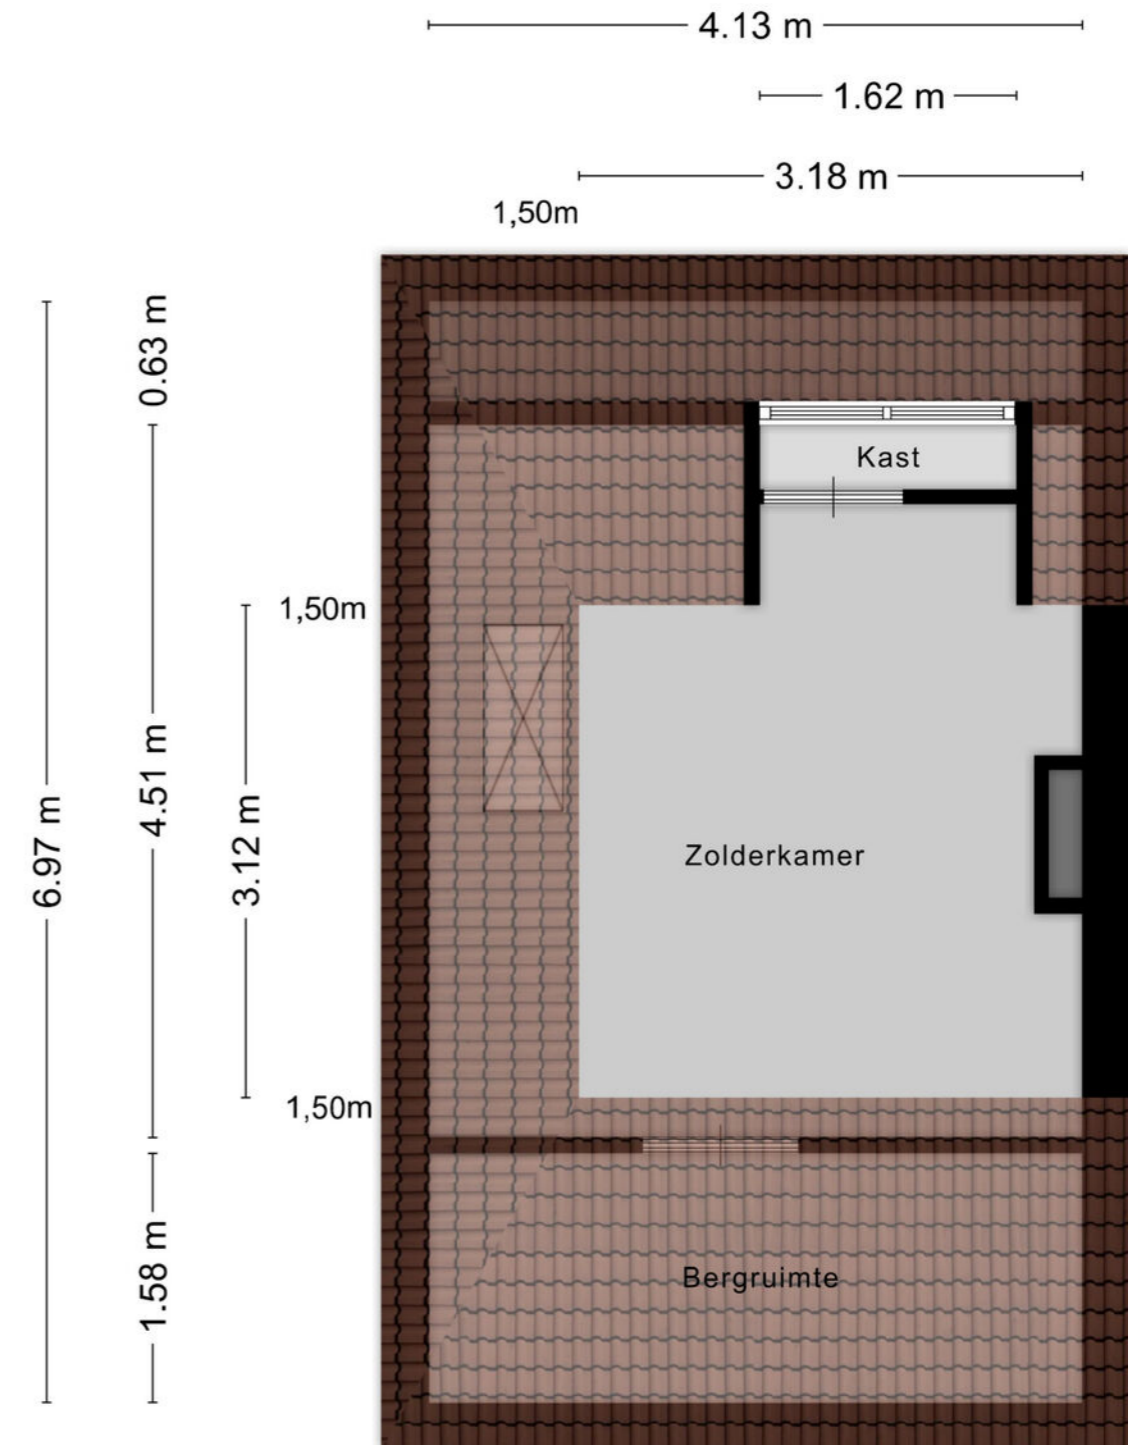 4.13 m
1.62 m
3.18 m
1,50m
0.63 m
Kast
1,50m
4.51 m
3.12 m
6.97 m
Zolderkamer
1,50m
1.58 m
Bergruimte